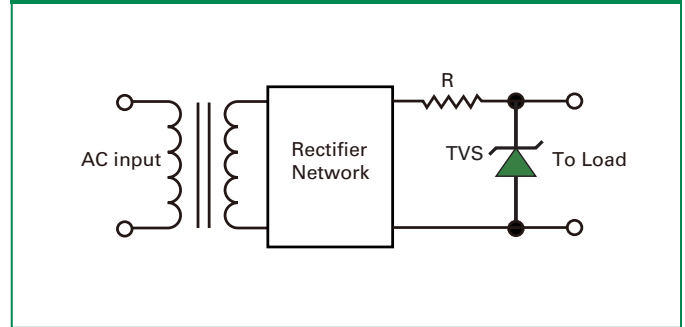 R
AC input
Rectifier
Network
TVS
To Load